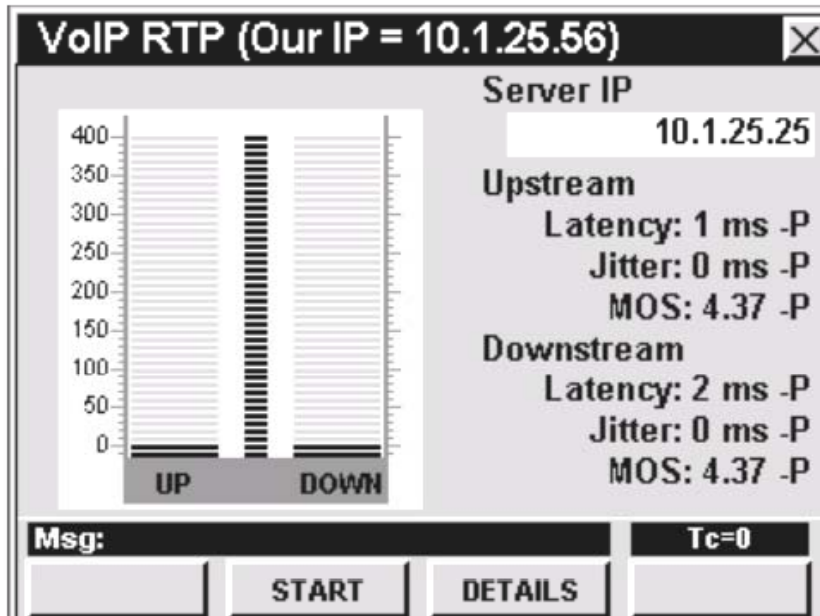 VoIP RTP (Our IP = 10.1.25.56)
Server IP
10.1.25.25
Upstream
Latency: 1 ms -P
Jitter: 0 ms -P
MOS: 4.37 -P
Downstream
Latency: 2 ms -P
Jitter: 0 ms -P
MOS: 4.37 -P
400
350
300
250
200
150
100
50
0
UP DOWN
Msg: Tc=0
START DETAILS